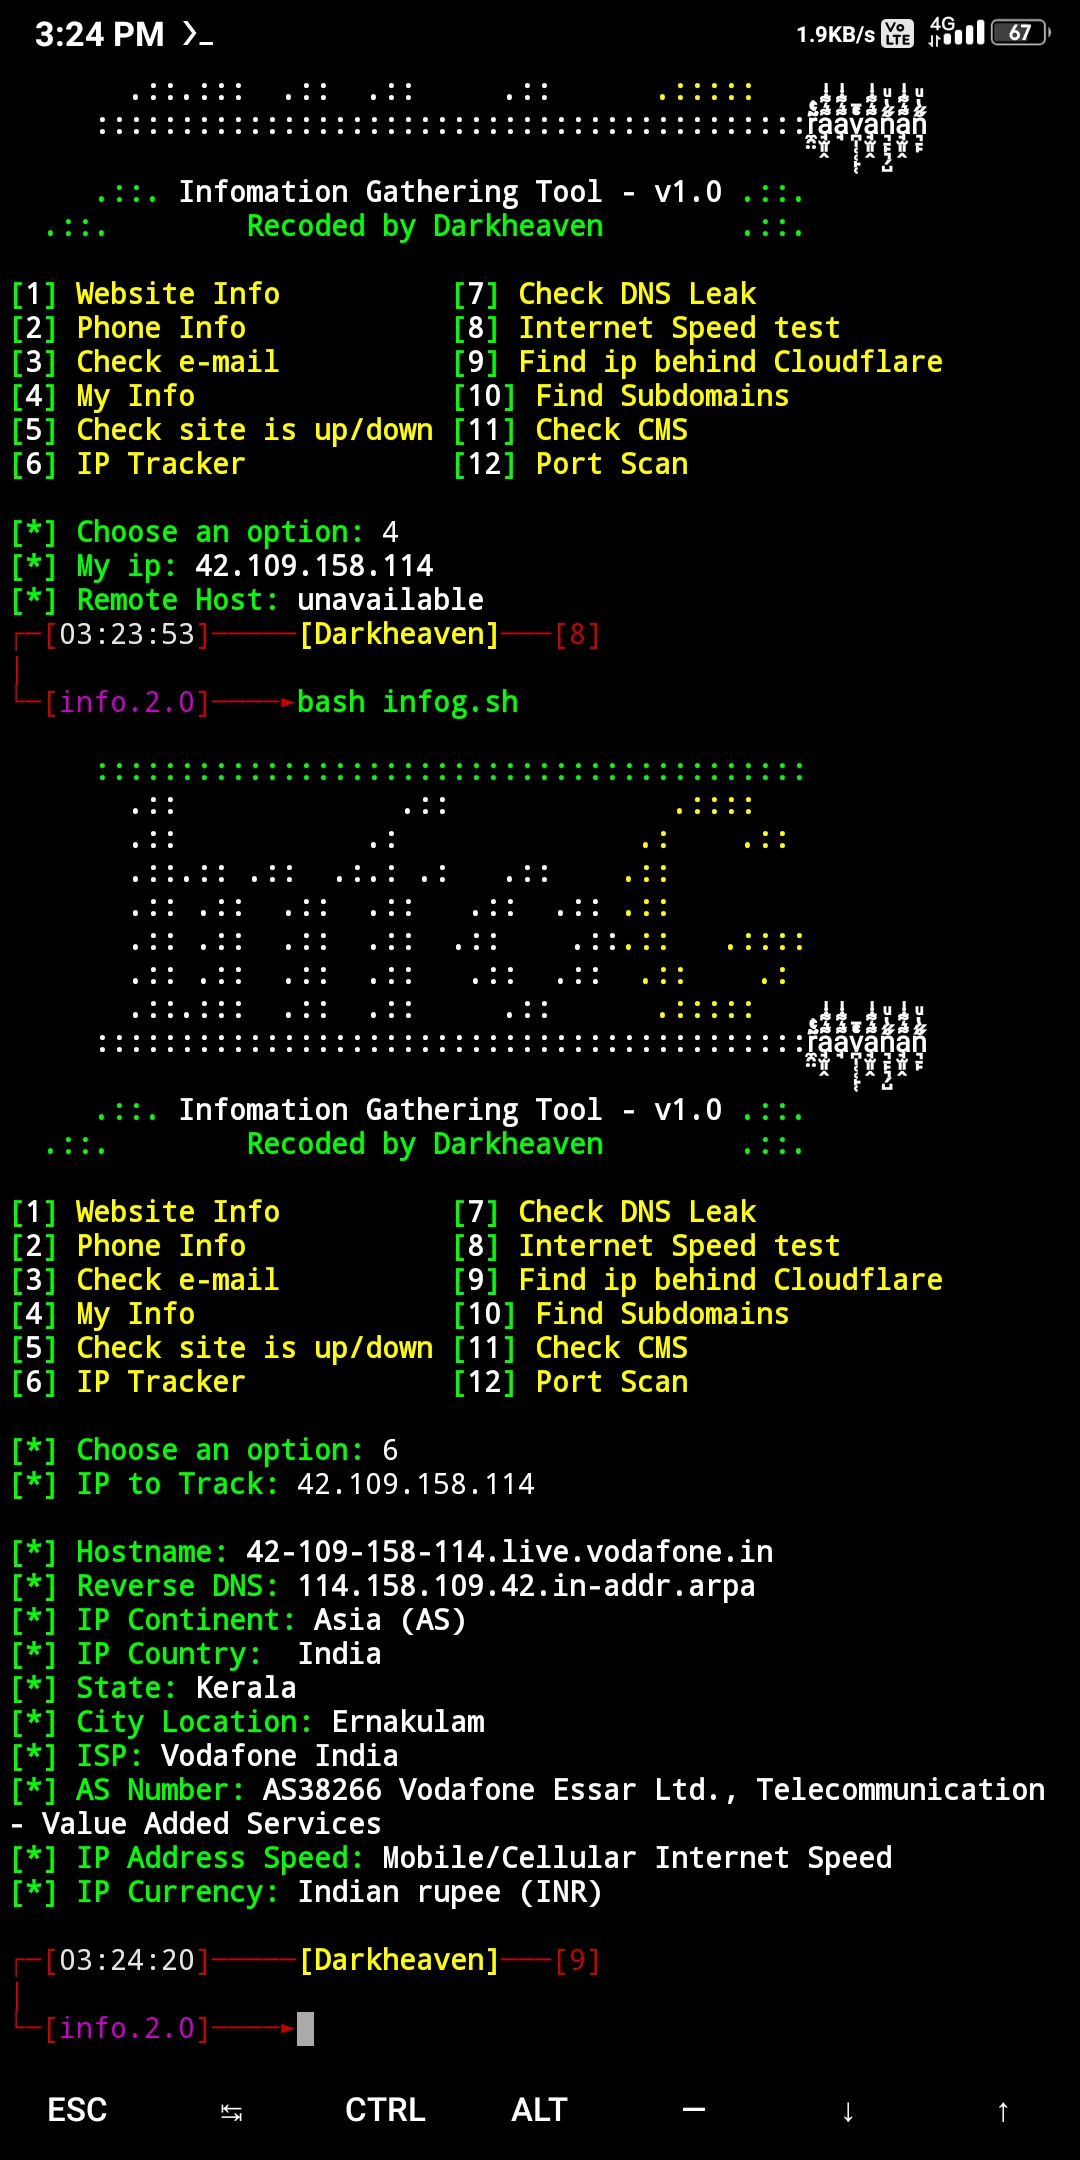 3:24 PM
1.9KB/s Vo LTE 4G 67
Infomation Gathering Tool - v1.0
Recoded by Darkheaven
[1] Website Info [7] Check DNS Leak
[2] Phone Info [8] Internet Speed test
[3] Check e-mail [9] Find ip behind Cloudflare
[4] My Info [10] Find Subdomains
[5] Check site is up/down [11] Check CMS
[6] IP Tracker [12] Port Scan
[*] Choose an option: 4
[*] My ip: 42.109.158.114
[*] Remote Host: unavailable
[03:23:53] [Darkheaven] [8]
[info.2.0] bash infog.sh
Infomation Gathering Tool - v1.0
Recoded by Darkheaven
[1] Website Info [7] Check DNS Leak
[2] Phone Info [8] Internet Speed test
[3] Check e-mail [9] Find ip behind Cloudflare
[4] My Info [10] Find Subdomains
[5] Check site is up/down [11] Check CMS
[6] IP Tracker [12] Port Scan
[*] Choose an option: 6
[*] IP to Track: 42.109.158.114
[*] Hostname: 42-109-158-114.live.vodafone.in
[*] Reverse DNS: 114.158.109.42.in-addr.arpa
[*] IP Continent: Asia (AS)
[*] IP Country: India
[*] State: Kerala
[*] City Location: Ernakulam
[*] ISP: Vodafone India
[*] AS Number: AS38266 Vodafone Essar Ltd., Telecommunication
- Value Added Services
[*] IP Address Speed: Mobile/Cellular Internet Speed
[*] IP Currency: Indian rupee (INR)
[03:24:20] [Darkheaven] [9]
[info.2.0]
ESC ↹ CTRL ALT – ↓ ↑